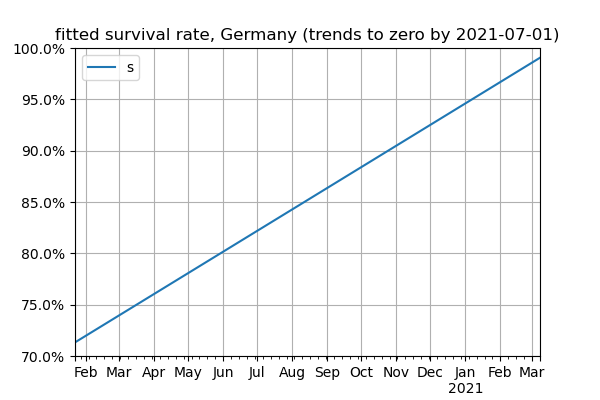 fitted survival rate, Germany (trends to zero by 2021-07-01)
100.0%
s
95.0%
90.0%
85.0%
80.0%
75.0%
70.0%
Feb Mar Apr May Jun Jul Aug Sep Oct Nov Dec Jan Feb Mar
2021